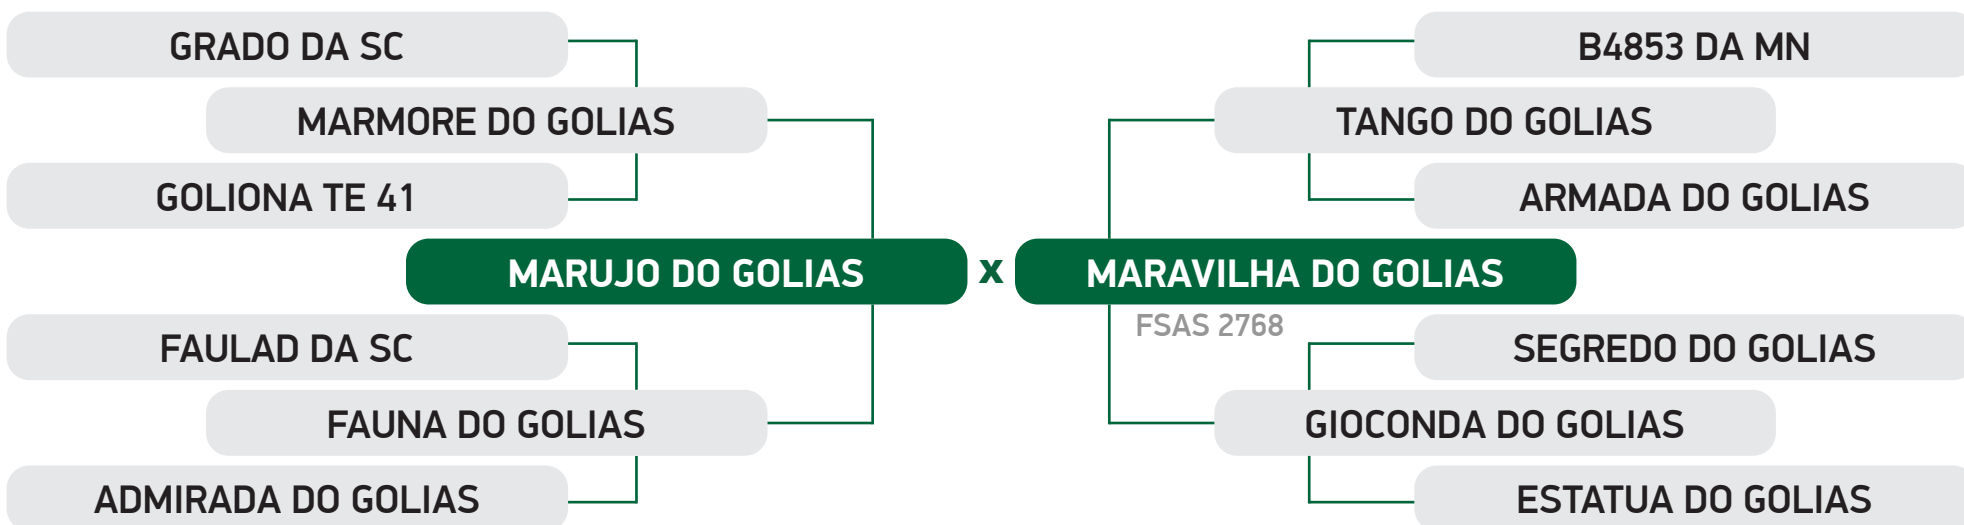 GRADO DA SC
MARMORE DO GOLIAS
GOLIONA TE 41
MARUJO DO GOLIAS
FAULAD DA SC
FAUNA DO GOLIAS
ADMIRADA DO GOLIAS
x
B4853 DA MN
TANGO DO GOLIAS
ARMADA DO GOLIAS
MARAVILHA DO GOLIAS
FSAS 2768
SEGREDO DO GOLIAS
GIOCONDA DO GOLIAS
ESTATUA DO GOLIAS